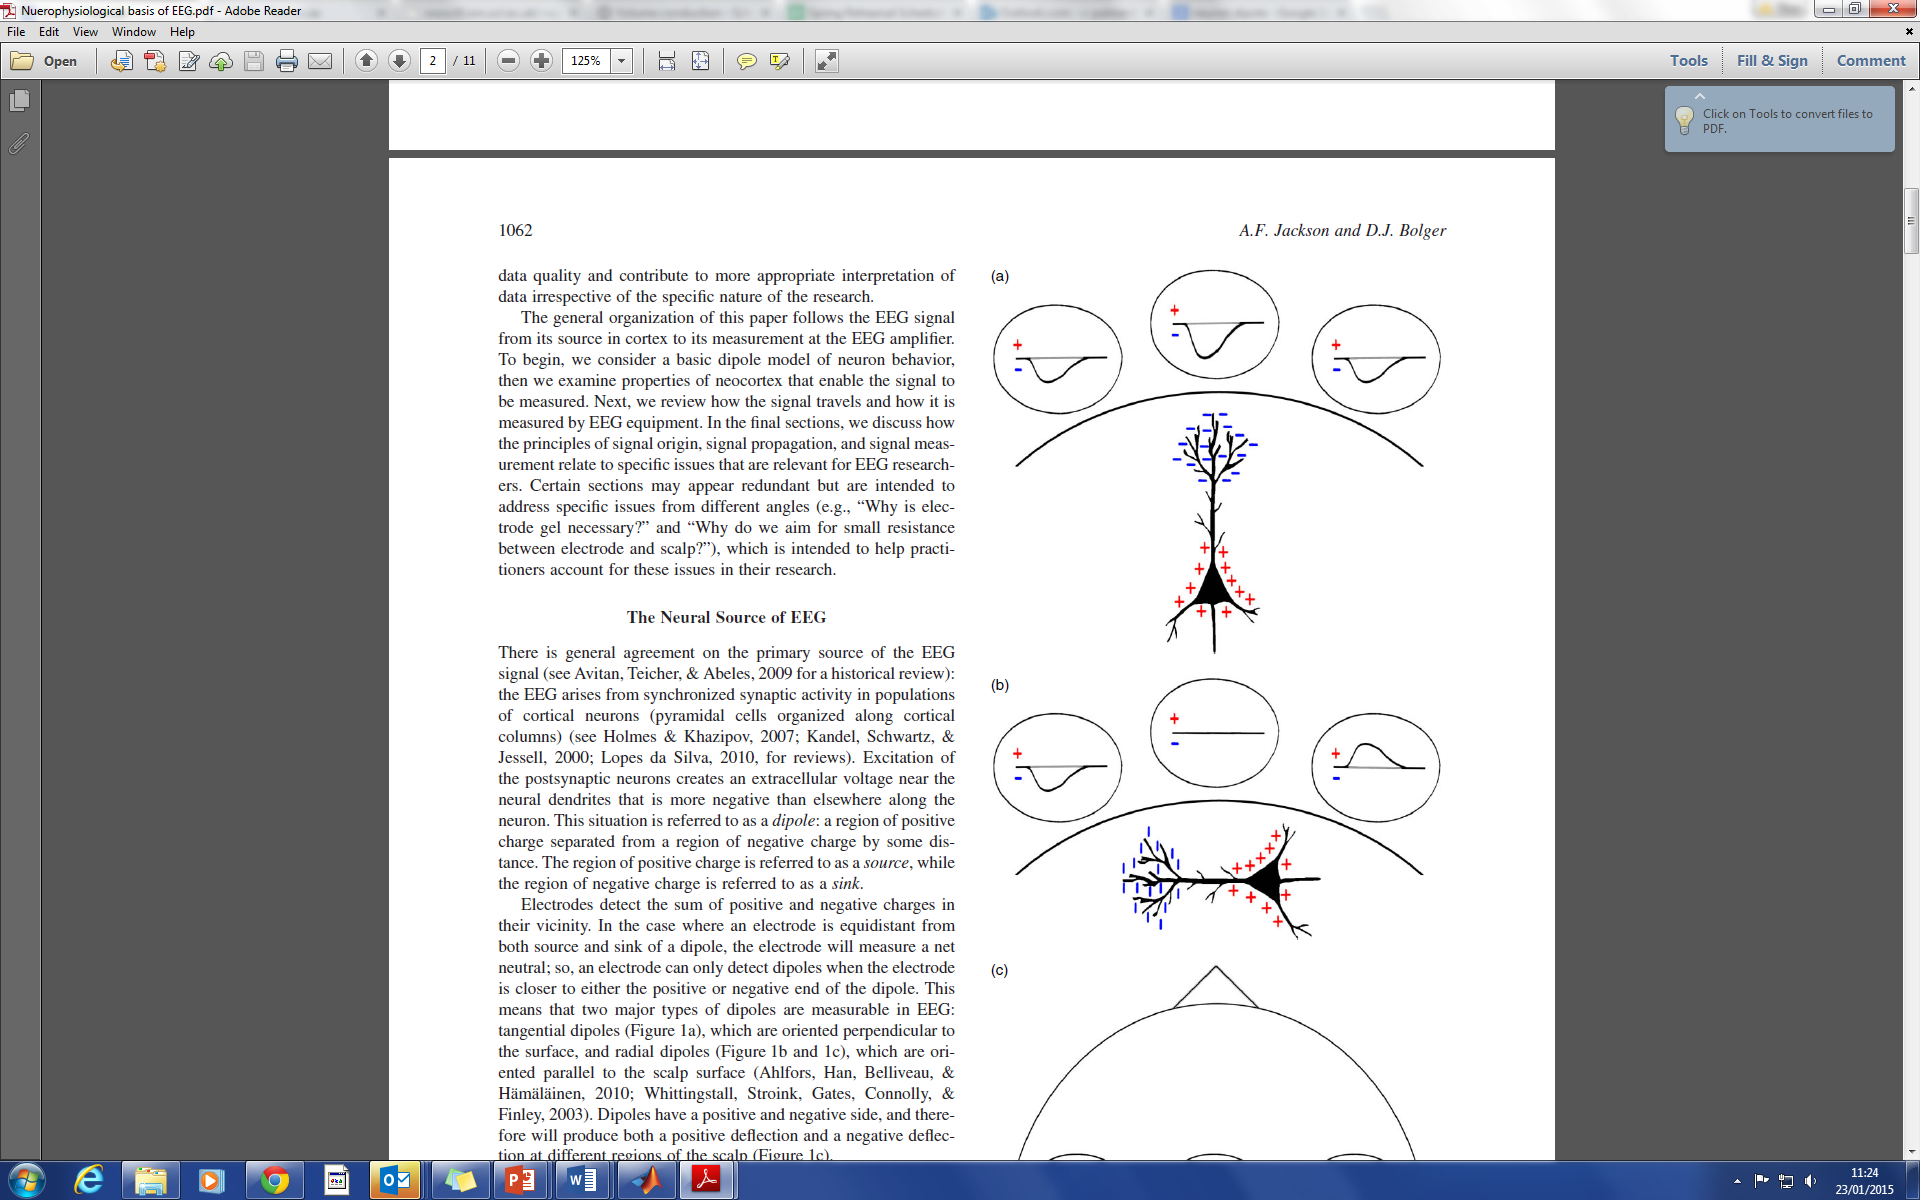 Nuerophysiological basis of EEG.pdf - Adobe Reader
File Edit View Window Help
Open
2 / 11
125%
Tools
Fill & Sign
Comment
Click on Tools to convert files to
PDF.
1062
A.F. Jackson and D.J. Bolger
data quality and contribute to more appropriate interpretation of
data irrespective of the specific nature of the research.
The general organization of this paper follows the EEG signal
from its source in cortex to its measurement at the EEG amplifier.
To begin, we consider a basic dipole model of neuron behavior,
then we examine properties of neocortex that enable the signal to
be measured. Next, we review how the signal travels and how it is
measured by EEG equipment. In the final sections, we discuss how
the principles of signal origin, signal propagation, and signal meas-
urement relate to specific issues that are relevant for EEG research-
ers. Certain sections may appear redundant but are intended to
address specific issues from different angles (e.g., “Why is elec-
trode gel necessary?” and “Why do we aim for small resistance
between electrode and scalp?”), which is intended to help practi-
tioners account for these issues in their research.
The Neural Source of EEG
There is general agreement on the primary source of the EEG
signal (see Avitan, Teicher, & Abeles, 2009 for a historical review):
the EEG arises from synchronized synaptic activity in populations
of cortical neurons (pyramidal cells organized along cortical
columns) (see Holmes & Khazipov, 2007; Kandel, Schwartz, &
Jessell, 2000; Lopes da Silva, 2010, for reviews). Excitation of
the postsynaptic neurons creates an extracellular voltage near the
neural dendrites that is more negative than elsewhere along the
neuron. This situation is referred to as a dipole: a region of positive
charge separated from a region of negative charge by some dis-
tance. The region of positive charge is referred to as a source, while
the region of negative charge is referred to as a sink.
Electrodes detect the sum of positive and negative charges in
their vicinity. In the case where an electrode is equidistant from
both source and sink of a dipole, the electrode will measure a net
neutral; so, an electrode can only detect dipoles when the electrode
is closer to either the positive or negative end of the dipole. This
means that two major types of dipoles are measurable in EEG:
tangential dipoles (Figure 1a), which are oriented perpendicular to
the surface, and radial dipoles (Figure 1b and 1c), which are ori-
ented parallel to the scalp surface (Ahlfors, Han, Belliveau, &
Hämäläinen, 2010; Whittingstall, Stroink, Gates, Connolly, &
Finley, 2003). Dipoles have a positive and negative side, and there-
fore will produce both a positive deflection and a negative deflec-
tion at different regions of the scalp (Figure 1c).
(a)
(b)
(c)
11:24
23/01/2015